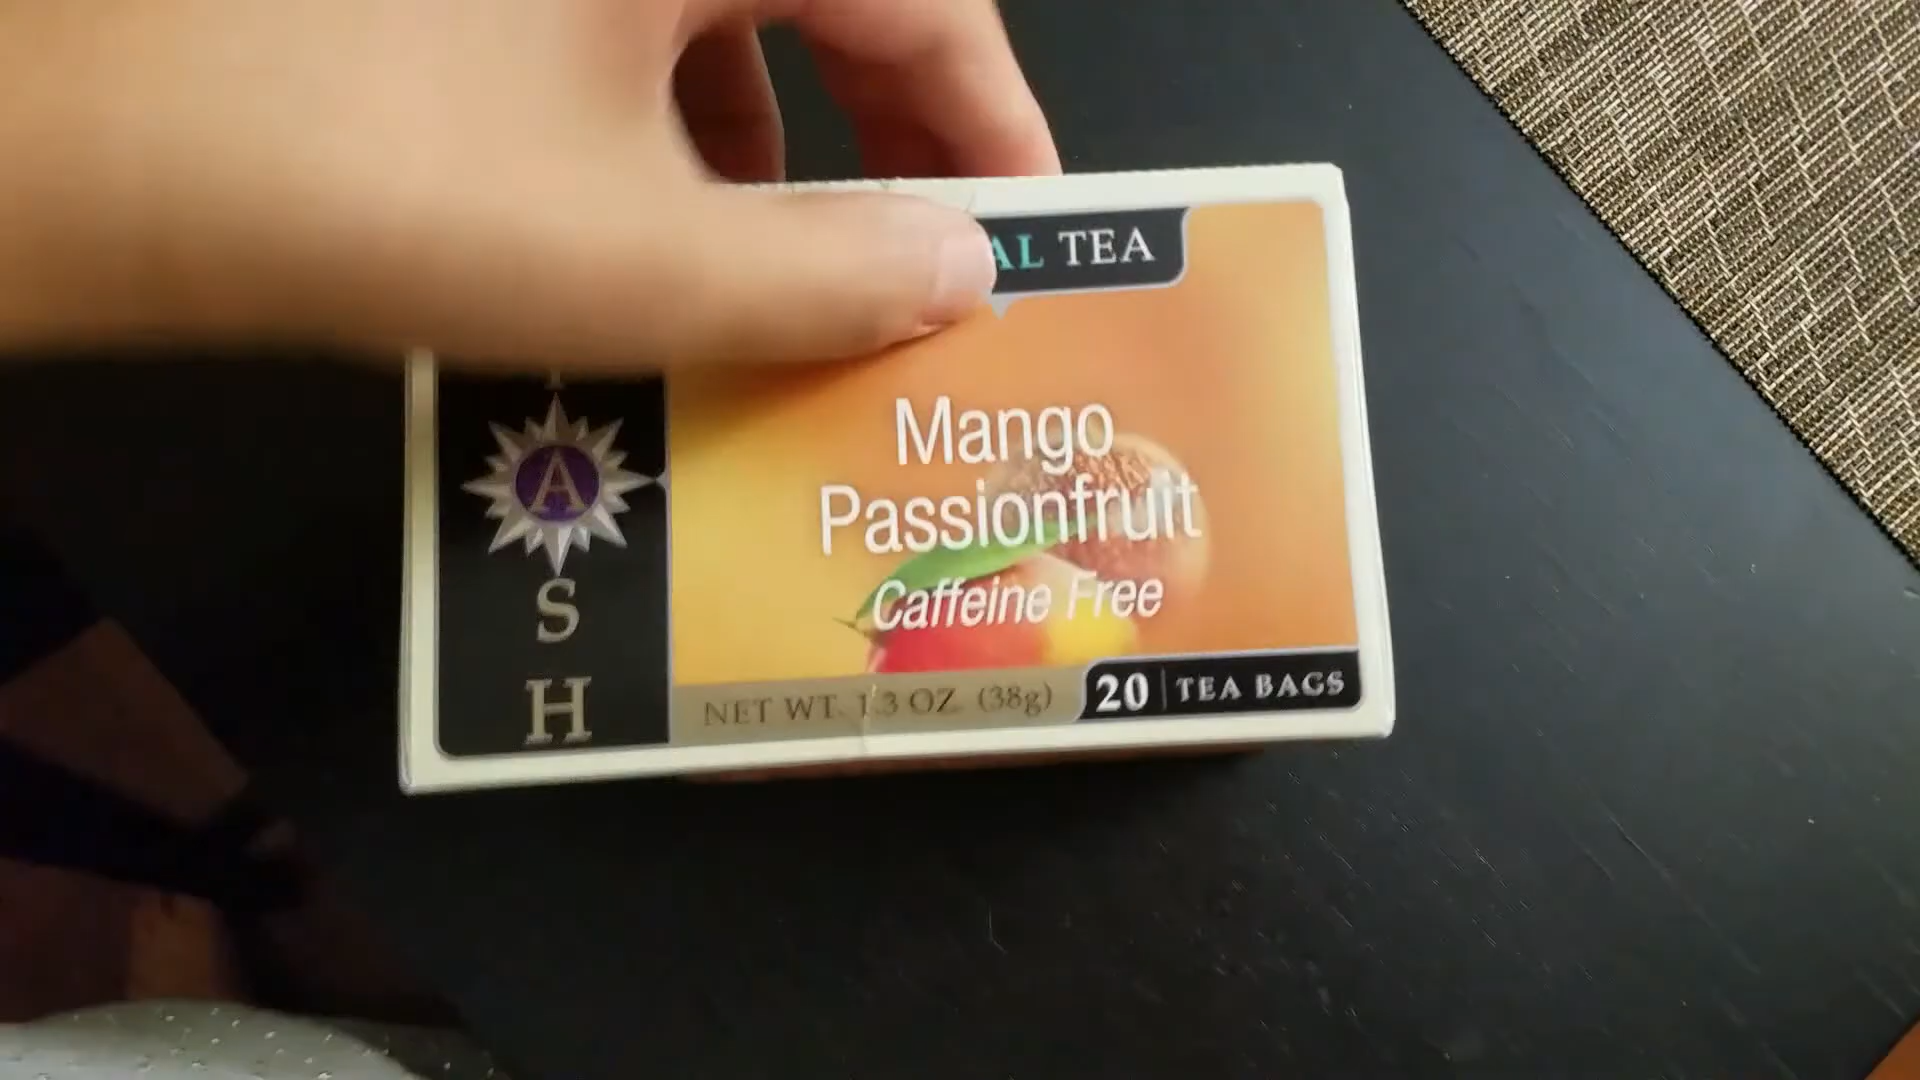 AL TEA
A
S
H
Mango
Passionfruit
Caffeine Free
NET WT. 1.3 OZ. (38g)
20 | TEA BAGS